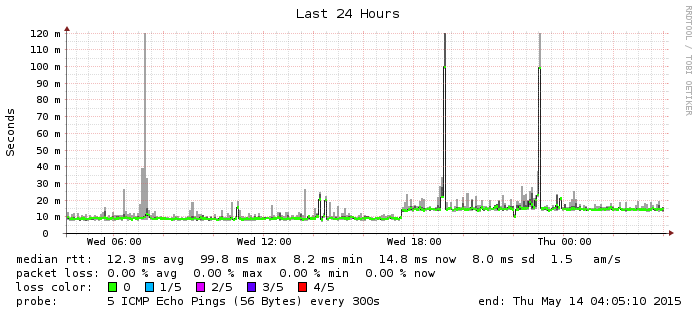 Last 24 Hours
RRDTOOL / TOBI OETIKER
Seconds
120 m
110 m
100 m
90 m
80 m
70 m
60 m
50 m
40 m
30 m
20 m
10 m
0
Wed 06:00 Wed 12:00 Wed 18:00 Thu 00:00
median rtt: 12.3 ms avg 99.8 ms max 8.2 ms min 14.8 ms now 8.0 ms sd 1.5 am/s
packet loss: 0.00 % avg 0.00 % max 0.00 % min 0.00 % now
loss color: 0 1/5 2/5 3/5 4/5
probe: 5 ICMP Echo Pings (56 Bytes) every 300s end: Thu May 14 04:05:10 2015